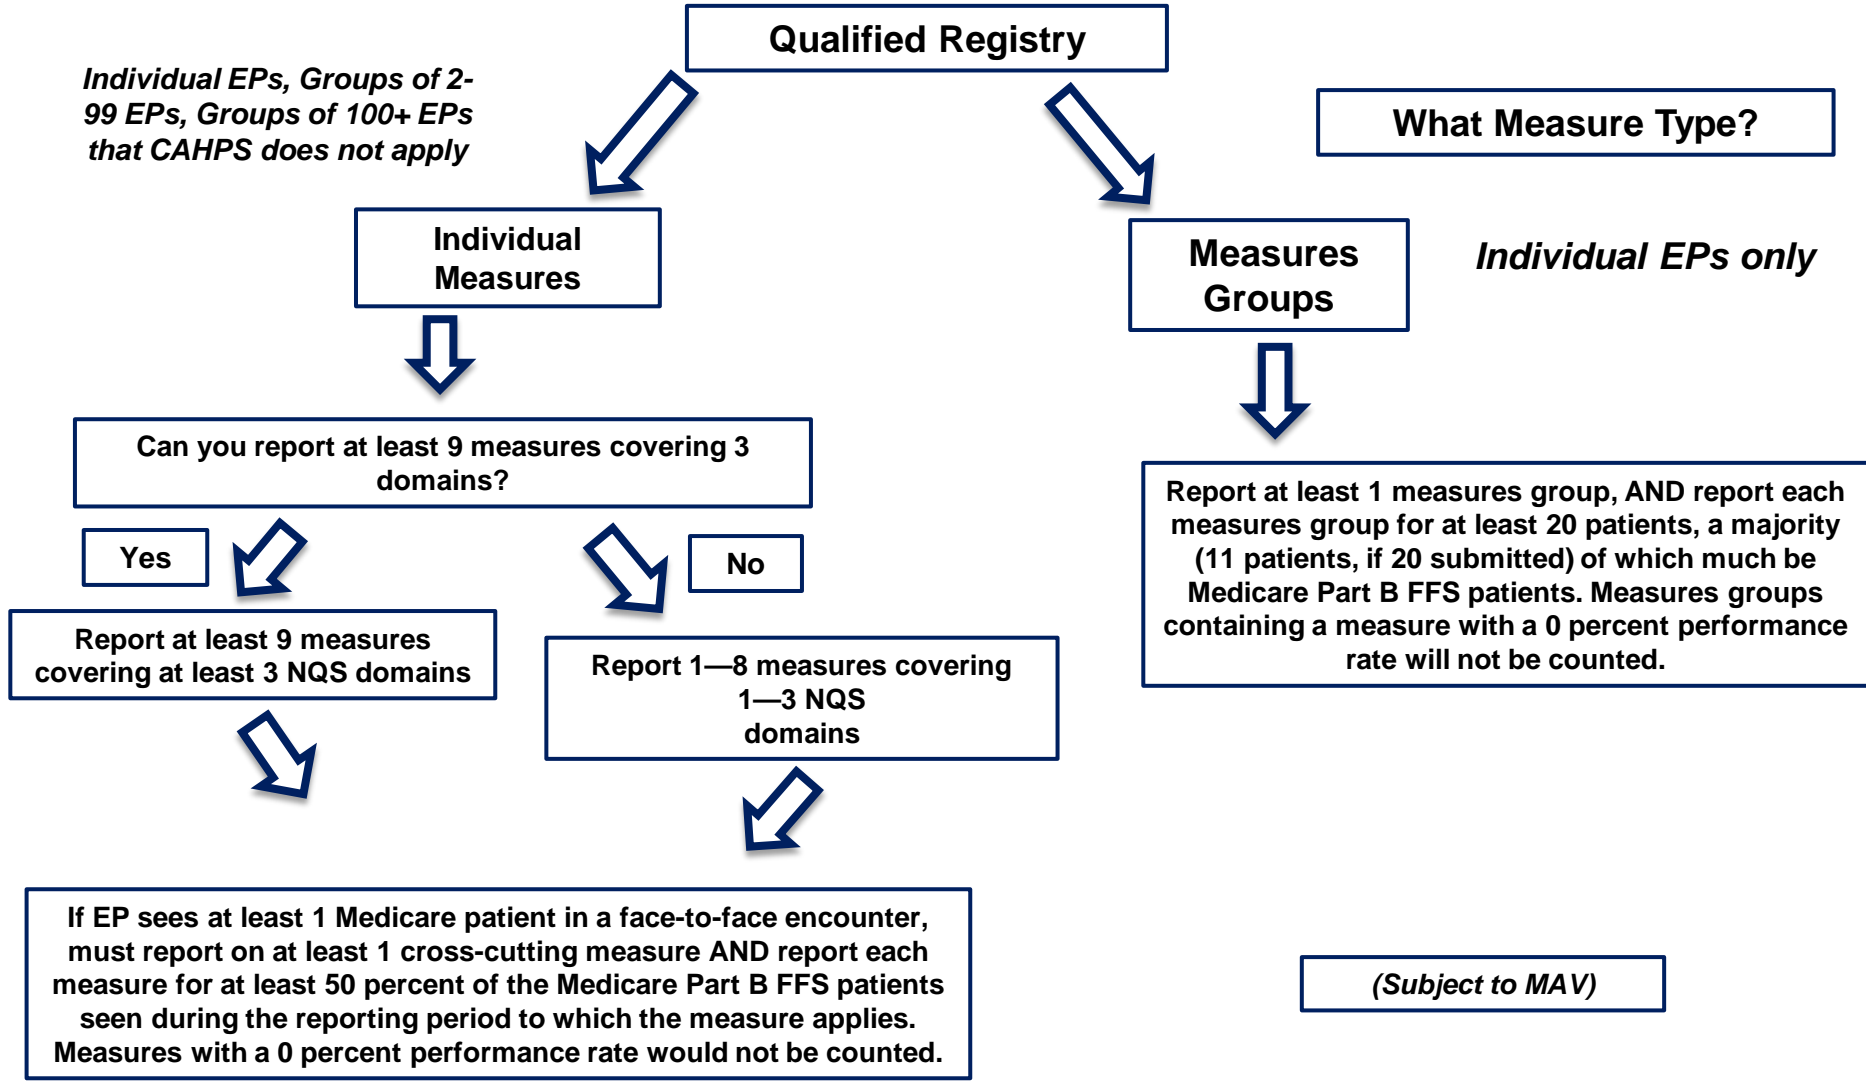 Qualified Registry
Individual EPs, Groups of 2-
99 EPs, Groups of 100+ EPs
that CAHPS does not apply
What Measure Type?
Individual
Measures
Measures
Groups
Individual EPs only
Can you report at least 9 measures covering 3
domains?
Yes
No
Report at least 9 measures
covering at least 3 NQS domains
Report 1—8 measures covering
1—3 NQS
domains
Report at least 1 measures group, AND report each
measures group for at least 20 patients, a majority
(11 patients, if 20 submitted) of which much be
Medicare Part B FFS patients. Measures groups
containing a measure with a 0 percent performance
rate will not be counted.
If EP sees at least 1 Medicare patient in a face-to-face encounter,
must report on at least 1 cross-cutting measure AND report each
measure for at least 50 percent of the Medicare Part B FFS patients
seen during the reporting period to which the measure applies.
Measures with a 0 percent performance rate would not be counted.
(Subject to MAV)